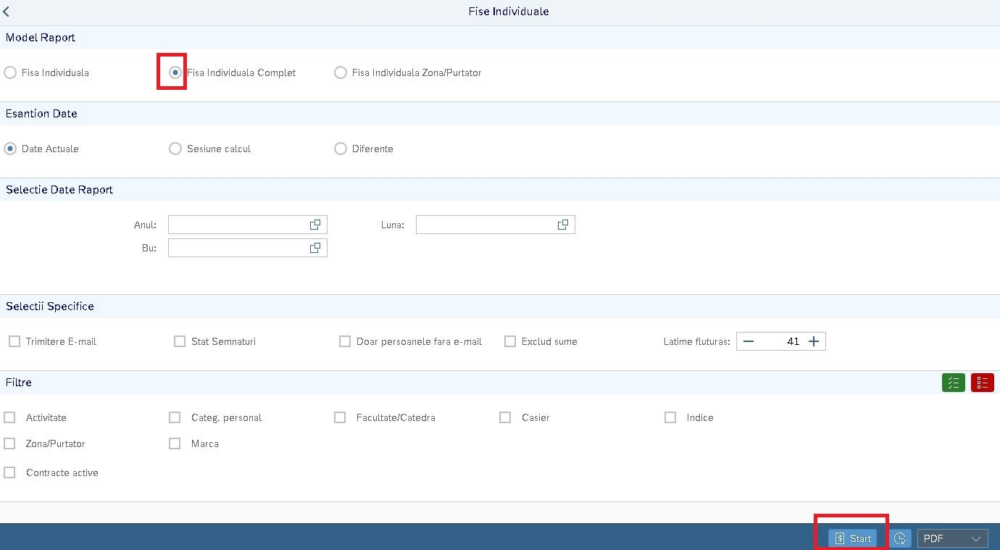 Fise Individuale
Model Raport
Fisa Individuala Fisa Individuala Complet Fisa Individuala Zona/Purtator
Esantion Date
Date Actuale Sesiune calcul Diferente
Selectie Date Raport
Anul: Luna:
Bu:
Selectii Specifice
Trimitere E-mail Stat Semnaturi Doar persoanele fara e-mail Exclud sume Latime fluturas: 41
Filtre
Activitate Categ. personal Facultate/Catedra Casier Indice
Zona/Purtator Marca
Contracte active
Start PDF